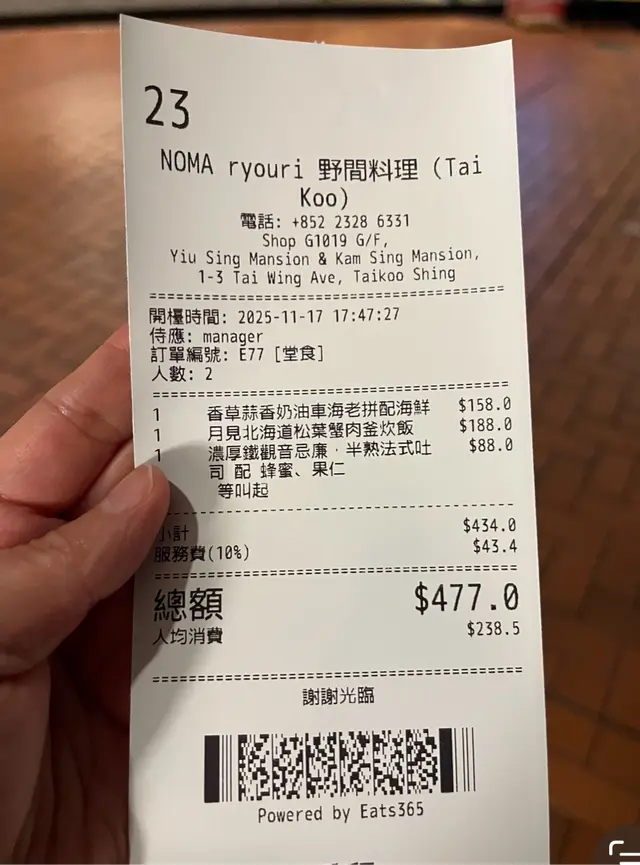 23
NOMA ryouri 野間料理 (Tai
Koo)
電話: +852 2328 6331
Shop G1019 G/F,
Yiu Sing Mansion & Kam Sing Mansion,
1-3 Tai Wing Ave, Taikoo Shing
開檯時間: 2025-11-17 17:47:27
侍應: manager
訂單編號: E77 [堂食]
人數: 2
1 香草蒜香奶油車海老拼配海鮮 $158.0
1 月見北海道松葉蟹肉釜炊飯 $188.0
1 濃厚鐵觀音忌廉﹒半熟法式吐 $88.0
司 配 蜂蜜、果仁
等叫起
小計 $434.0
服務費(10%) $43.4
總額 $477.0
人均消費 $238.5
謝謝光臨
Powered by Eats365